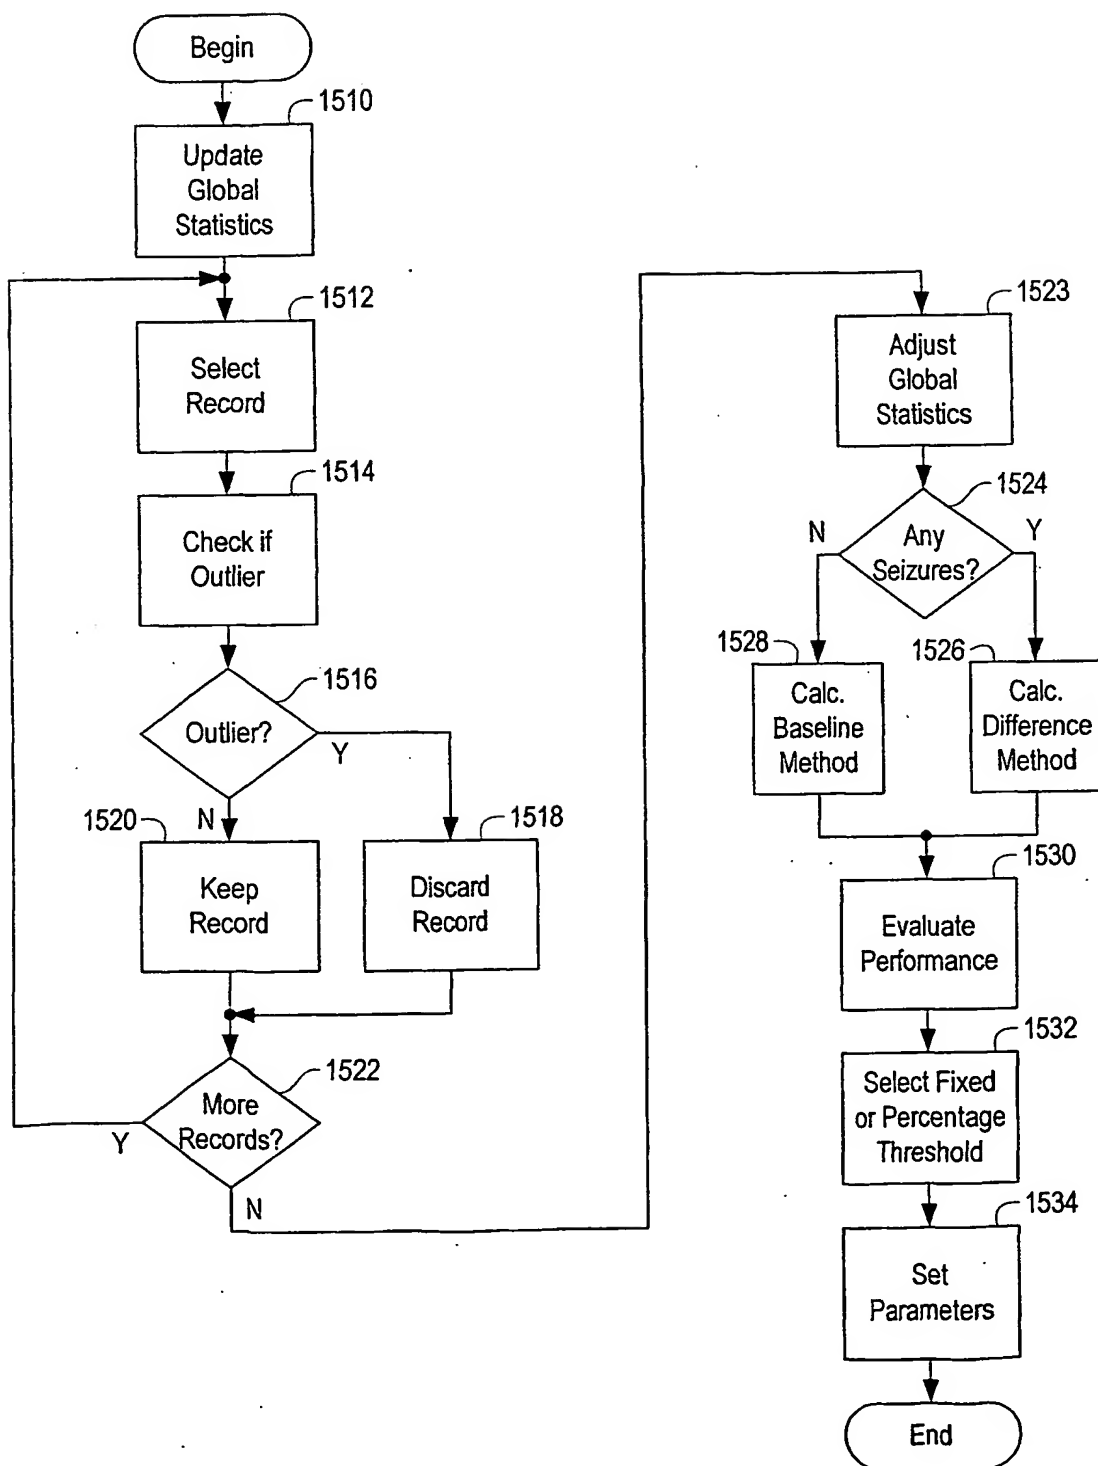 Begin
1510
Update
Global
Statistics
1512
Select
Record
1514
Check if
Outlier
1516
Outlier?
Y
N
1520
Keep
Record
1518
Discard
Record
1522
More
Records?
Y
N
1523
Adjust
Global
Statistics
1524
Any
Seizures?
N
Y
1528
Calc.
Baseline
Method
1526
Calc.
Difference
Method
1530
Evaluate
Performance
1532
Select Fixed
or Percentage
Threshold
1534
Set
Parameters
End